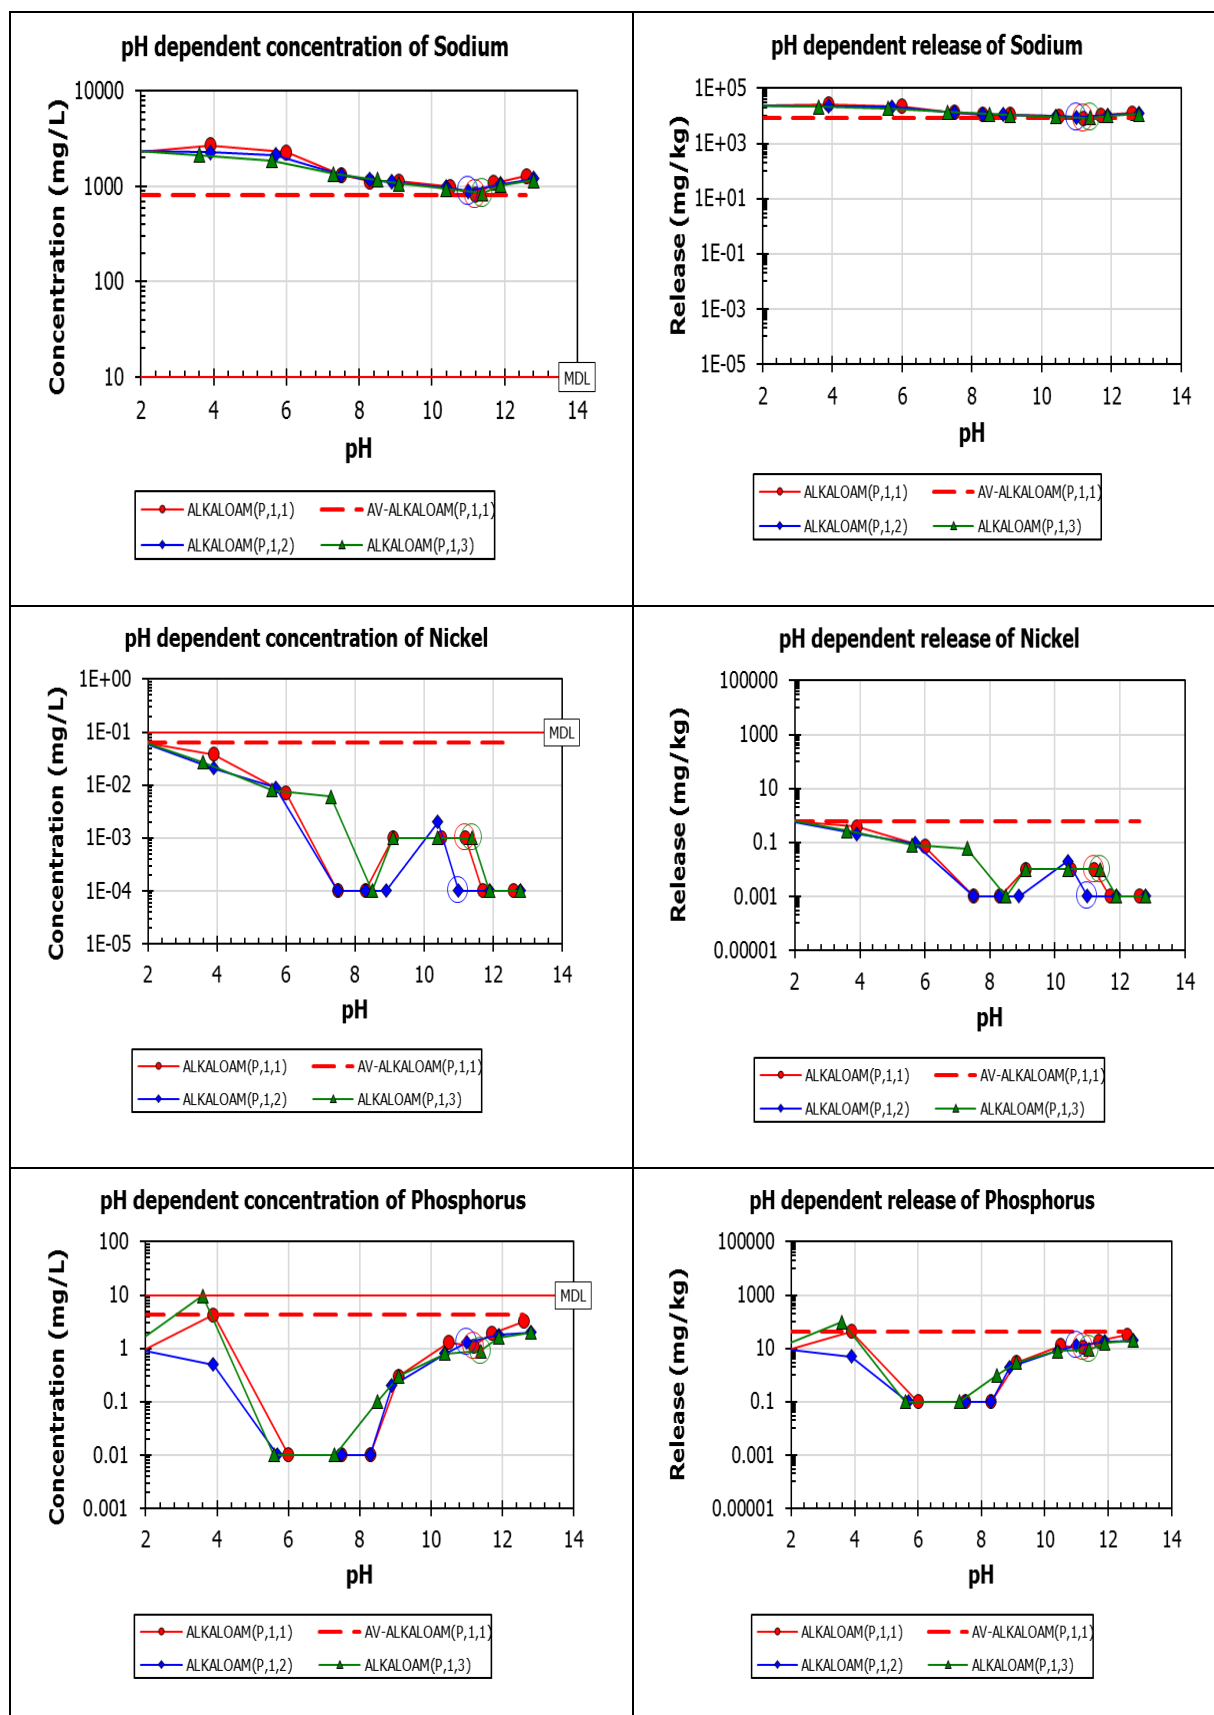 pH dependent concentration of Sodium
10000
1000
100
10
Concentration (mg/L)
MDL
2 4 6 8 10 12 14
pH
ALKALOAM(P,1,1) AV-ALKALOAM(P,1,1)
ALKALOAM(P,1,2) ALKALOAM(P,1,3)
pH dependent release of Sodium
1E+05
1E+03
1E+01
1E-01
1E-03
1E-05
Release (mg/kg)
2 4 6 8 10 12 14
pH
ALKALOAM(P,1,1) AV-ALKALOAM(P,1,1)
ALKALOAM(P,1,2) ALKALOAM(P,1,3)
pH dependent concentration of Nickel
1E+00
1E-01
1E-02
1E-03
1E-04
1E-05
Concentration (mg/L)
MDL
2 4 6 8 10 12 14
pH
ALKALOAM(P,1,1) AV-ALKALOAM(P,1,1)
ALKALOAM(P,1,2) ALKALOAM(P,1,3)
pH dependent release of Nickel
100000
1000
10
0.1
0.001
0.00001
Release (mg/kg)
2 4 6 8 10 12 14
pH
ALKALOAM(P,1,1) AV-ALKALOAM(P,1,1)
ALKALOAM(P,1,2) ALKALOAM(P,1,3)
pH dependent concentration of Phosphorus
100
10
1
0.1
0.01
0.001
Concentration (mg/L)
MDL
2 4 6 8 10 12 14
pH
ALKALOAM(P,1,1) AV-ALKALOAM(P,1,1)
ALKALOAM(P,1,2) ALKALOAM(P,1,3)
pH dependent release of Phosphorus
100000
1000
10
0.1
0.001
0.00001
Release (mg/kg)
2 4 6 8 10 12 14
pH
ALKALOAM(P,1,1) AV-ALKALOAM(P,1,1)
ALKALOAM(P,1,2) ALKALOAM(P,1,3)